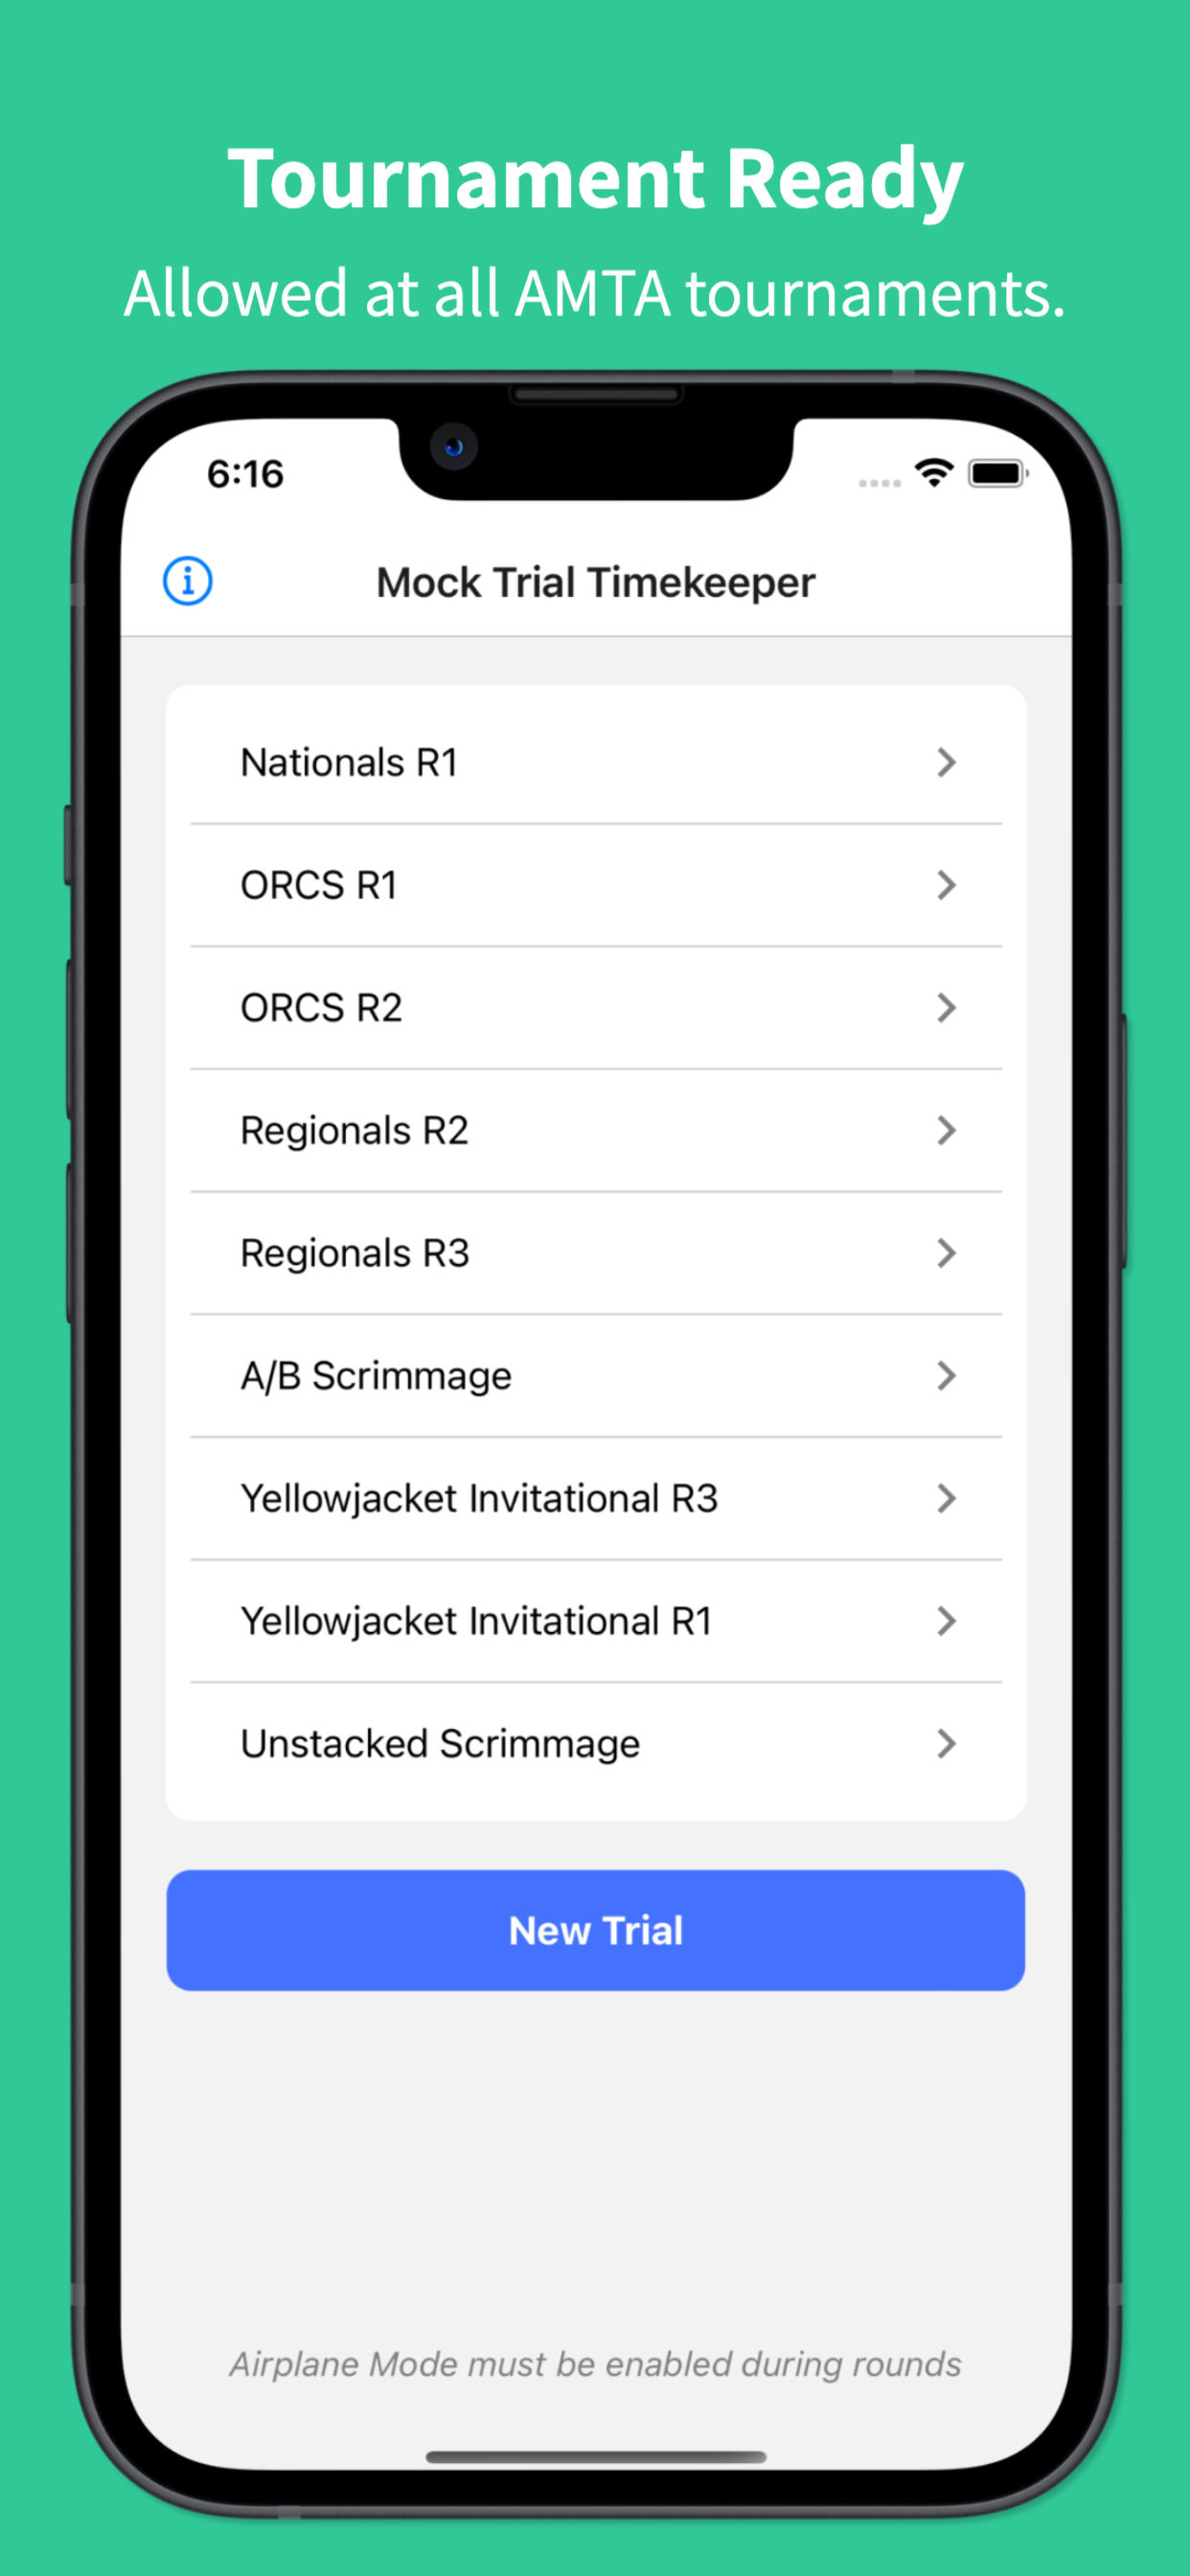 Tournament Ready
Allowed at all AMTA tournaments.
6:16
Mock Trial Timekeeper
Nationals R1
ORCS R1
ORCS R2
Regionals R2
Regionals R3
A/B Scrimmage
Yellowjacket Invitational R3
Yellowjacket Invitational R1
Unstacked Scrimmage
New Trial
Airplane Mode must be enabled during rounds